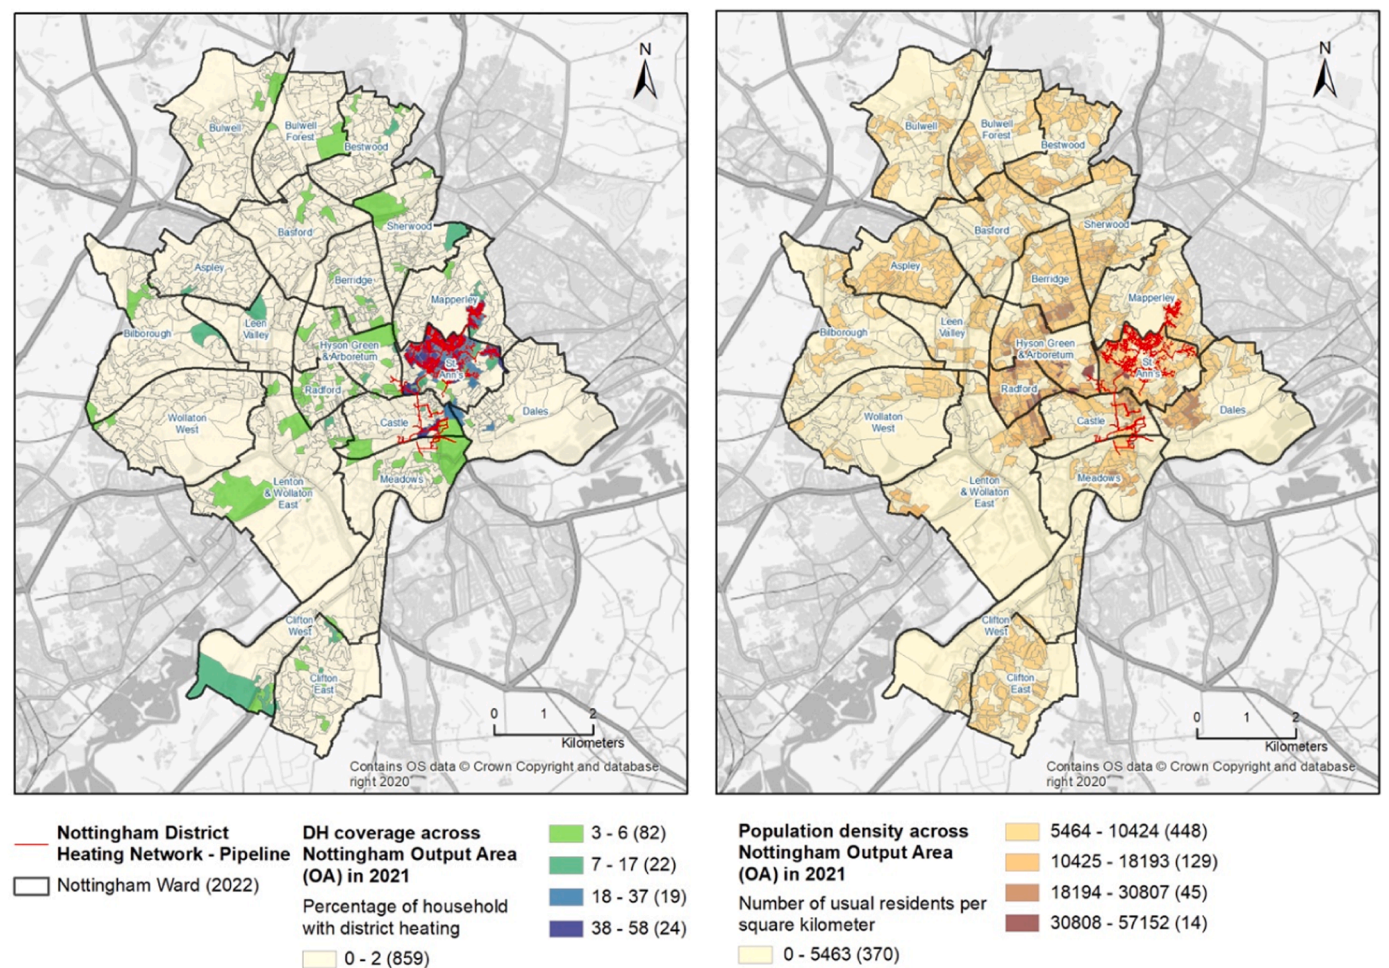 N
Bulwell
Bulwell
Forest
Bestwood
Basford
Sherwood
Aspley
Berridge
Mapperley
Bilborough
Leen
Valley
Hyson Green
& Arboretum
St
Ann's
Radford
Wollaton
West
Castle
Dales
Lenton
& Wollaton
East
Meadows
Clifton
West
Clifton
East
0 1 2
Kilometers
Contains OS data © Crown Copyright and database
right 2020
N
Bulwell
Bulwell
Forest
Bestwood
Basford
Sherwood
Aspley
Berridge
Mapperley
Bilborough
Leen
Valley
Hyson Green
& Arboretum
St
Ann's
Radford
Wollaton
West
Castle
Dales
Lenton
& Wollaton
East
Meadows
Clifton
West
Clifton
East
0 1 2
Kilometers
Contains OS data © Crown Copyright and database
right 2020
Nottingham District
Heating Network - Pipeline
Nottingham Ward (2022)
DH coverage across
Nottingham Output Area
(OA) in 2021
Percentage of household
with district heating
0 - 2 (859)
3 - 6 (82)
7 - 17 (22)
18 - 37 (19)
38 - 58 (24)
Population density across
Nottingham Output Area
(OA) in 2021
Number of usual residents per
square kilometer
0 - 5463 (370)
5464 - 10424 (448)
10425 - 18193 (129)
18194 - 30807 (45)
30808 - 57152 (14)